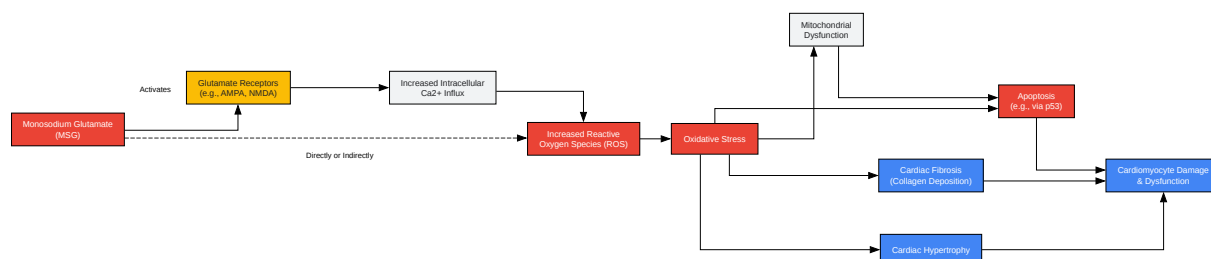 Mitochondrial
Dysfunction
Activates
Glutamate Receptors
(e.g., AMPA, NMDA)
Increased Intracellular
Ca2+ Influx
Apoptosis
(e.g., via p53)
Monosodium Glutamate
(MSG)
Directly or Indirectly
Increased Reactive
Oxygen Species (ROS)
Oxidative Stress
Cardiac Fibrosis
(Collagen Deposition)
Cardiomyocyte Damage
& Dysfunction
Cardiac Hypertrophy